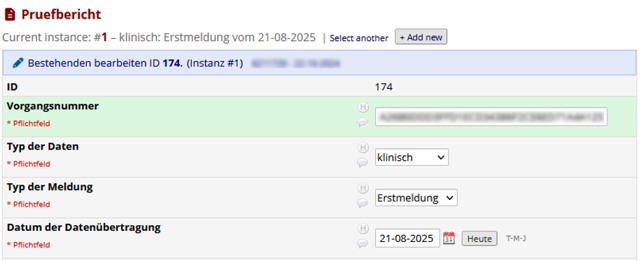 Pruefbericht
Current instance: #1 – klinisch: Erstmeldung vom 21-08-2025 | Select another + Add new
Bestehenden bearbeiten ID 174. (Instanz #1)
ID 174
Vorgangsnummer H
* Pflichtfeld
Typ der Daten H
* Pflichtfeld klinisch
Typ der Meldung H
* Pflichtfeld Erstmeldung
Datum der Datenübertragung H
* Pflichtfeld 21-08-2025 Heute T-M-J